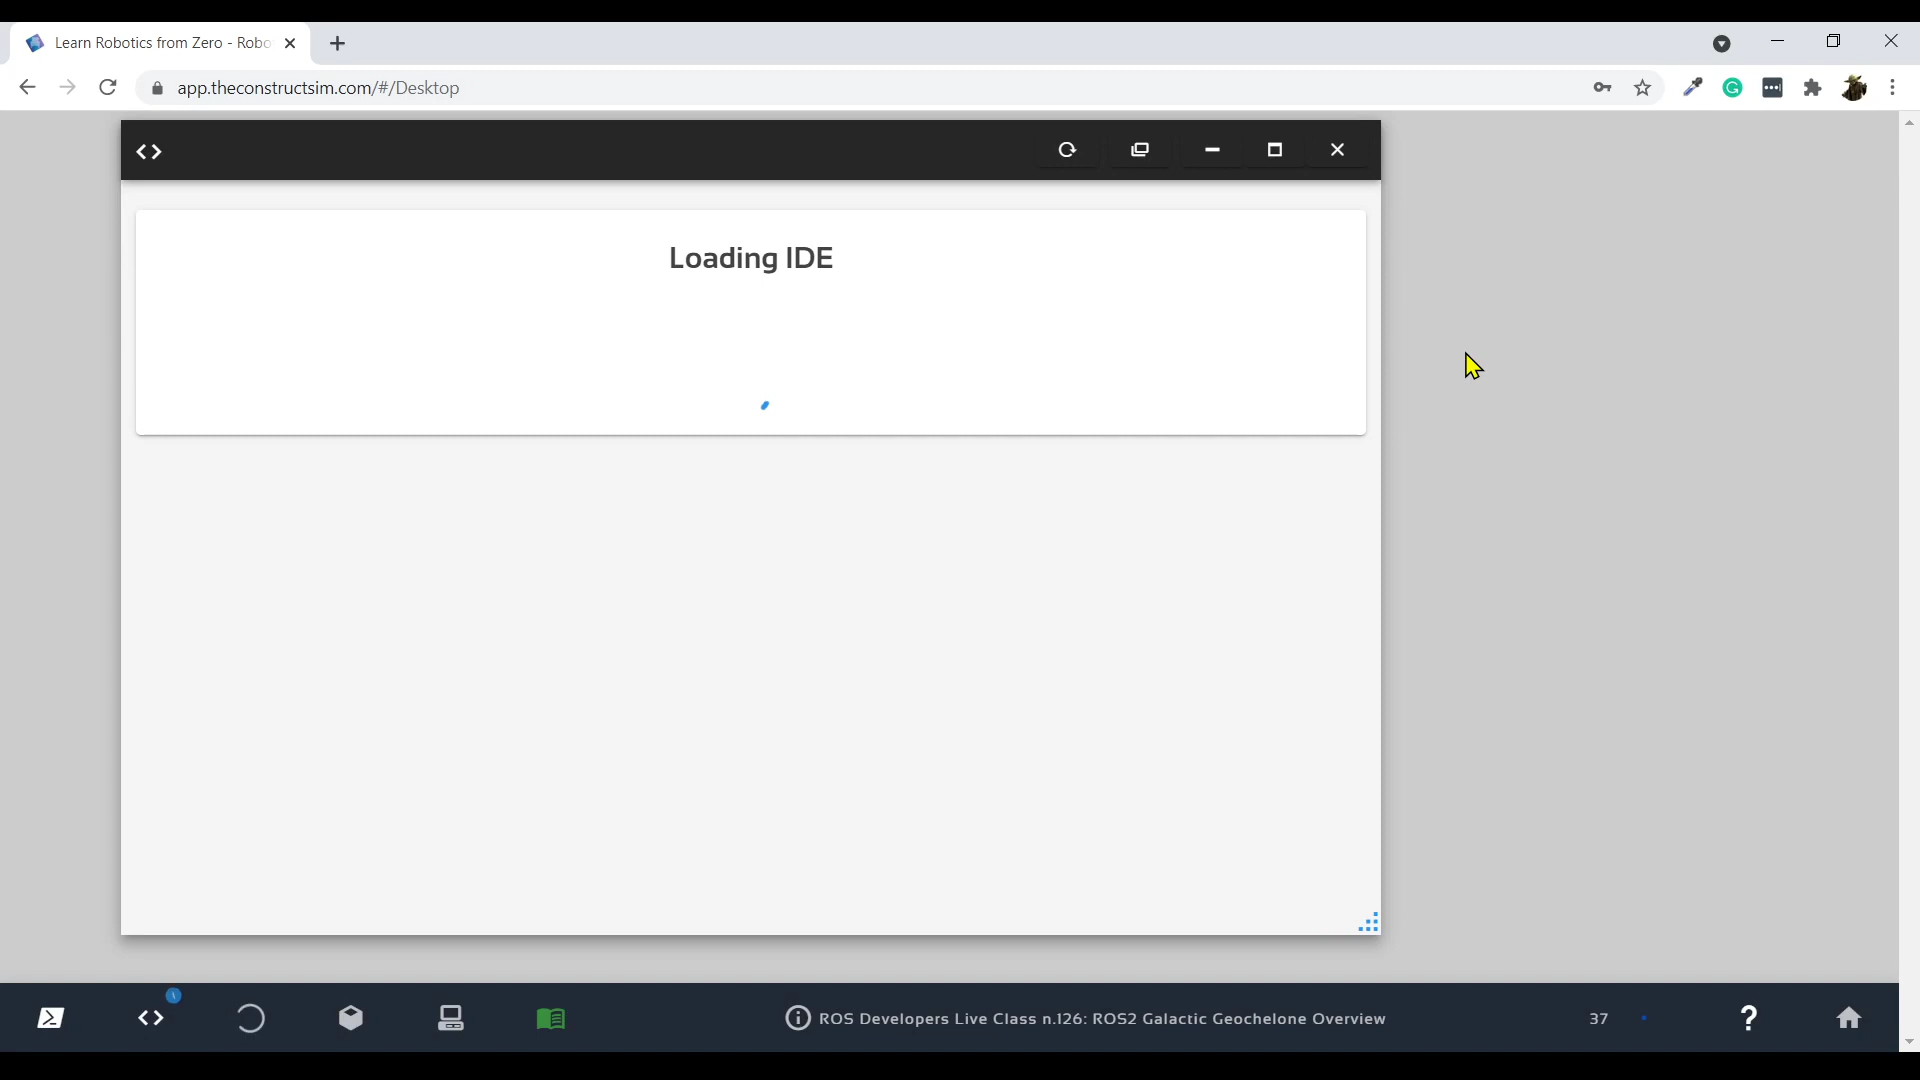 Learn Robotics from Zero - Robo
app.theconstructsim.com/#/Desktop
Loading IDE
ROS Developers Live Class n.126: ROS2 Galactic Geochelone Overview
37